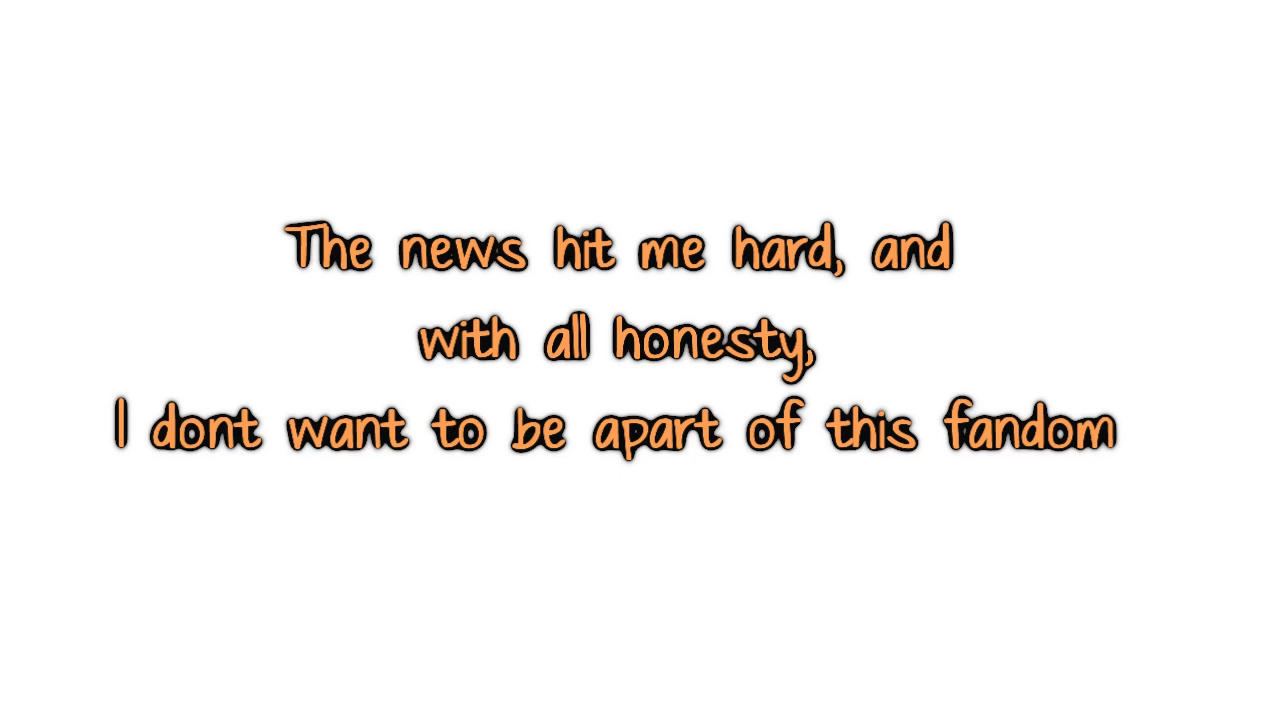 The news hit me hard, and
with all honesty,
I dont want to be apart of this fandom